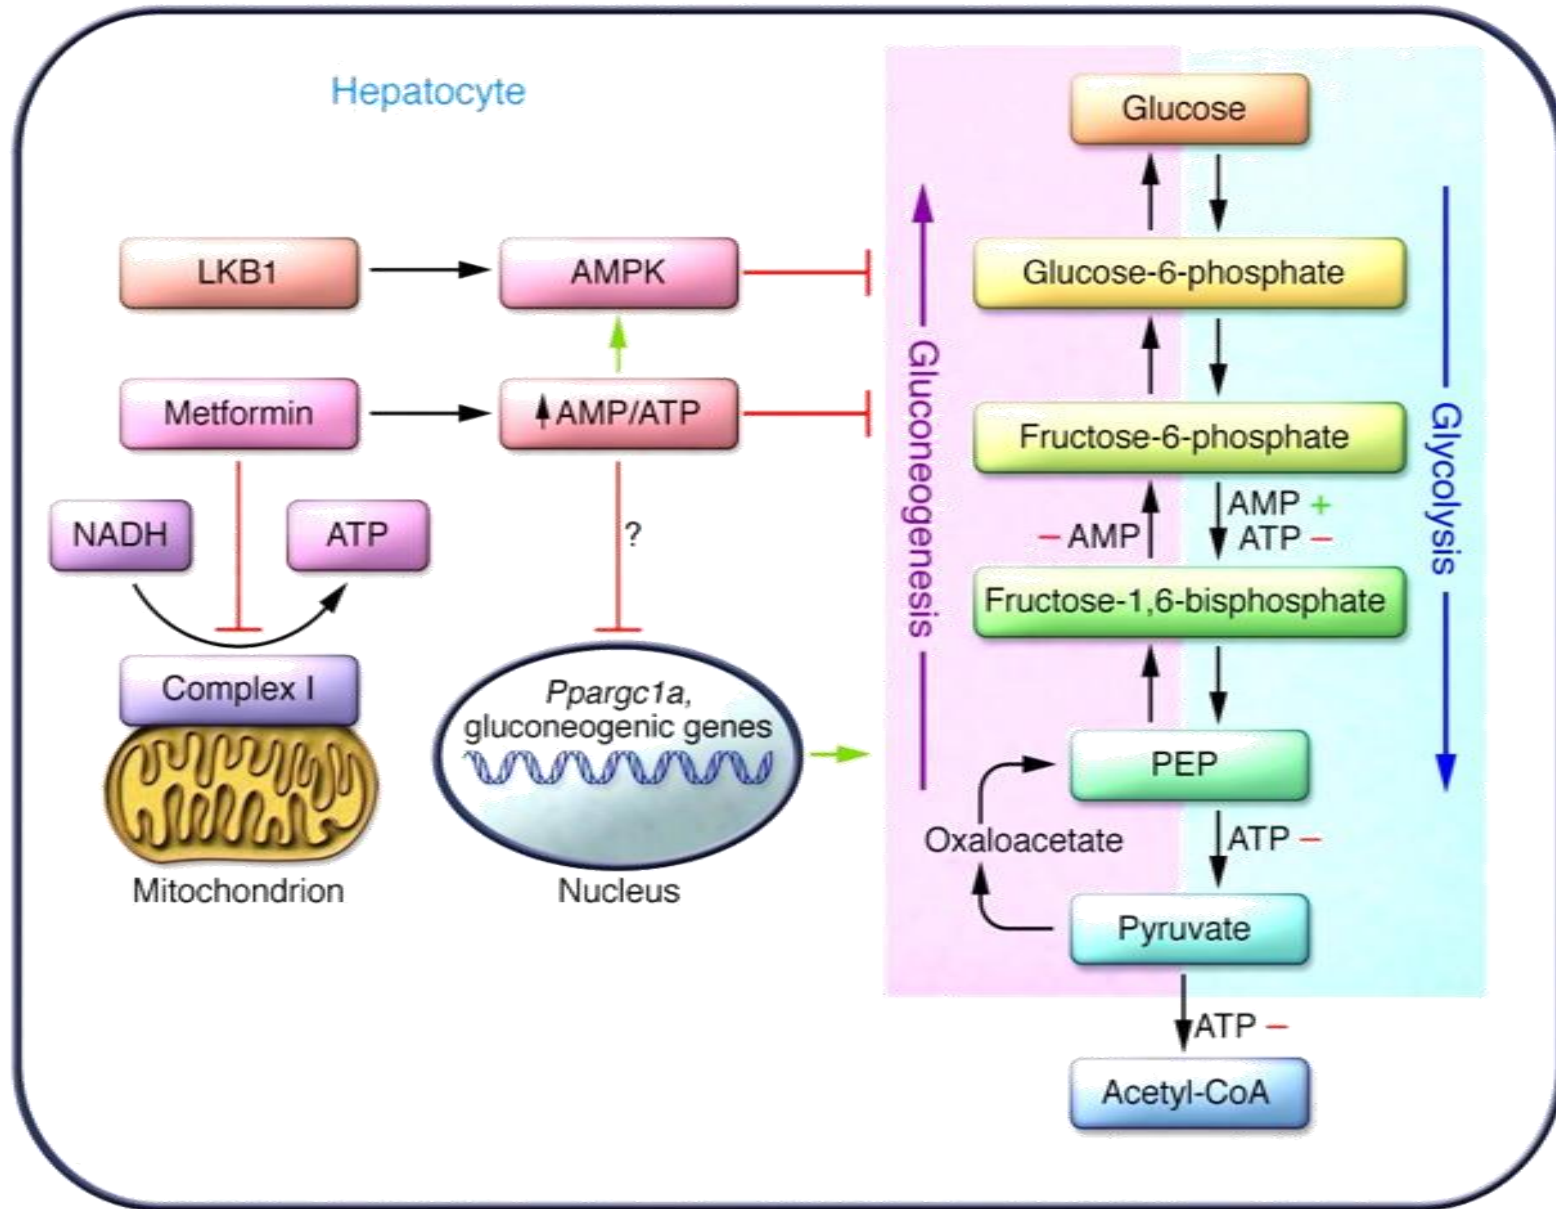 Hepatocyte
LKB1
AMPK
Metformin
AMP/ATP
NADH
ATP
?
Complex I
Mitochondrion
Ppargc1a,
gluconeogenic genes
Nucleus
Gluconeogenesis
Glycolysis
Glucose
Glucose-6-phosphate
Fructose-6-phosphate
– AMP
AMP +
ATP –
Fructose-1,6-bisphosphate
PEP
Oxaloacetate
ATP –
Pyruvate
ATP –
Acetyl-CoA